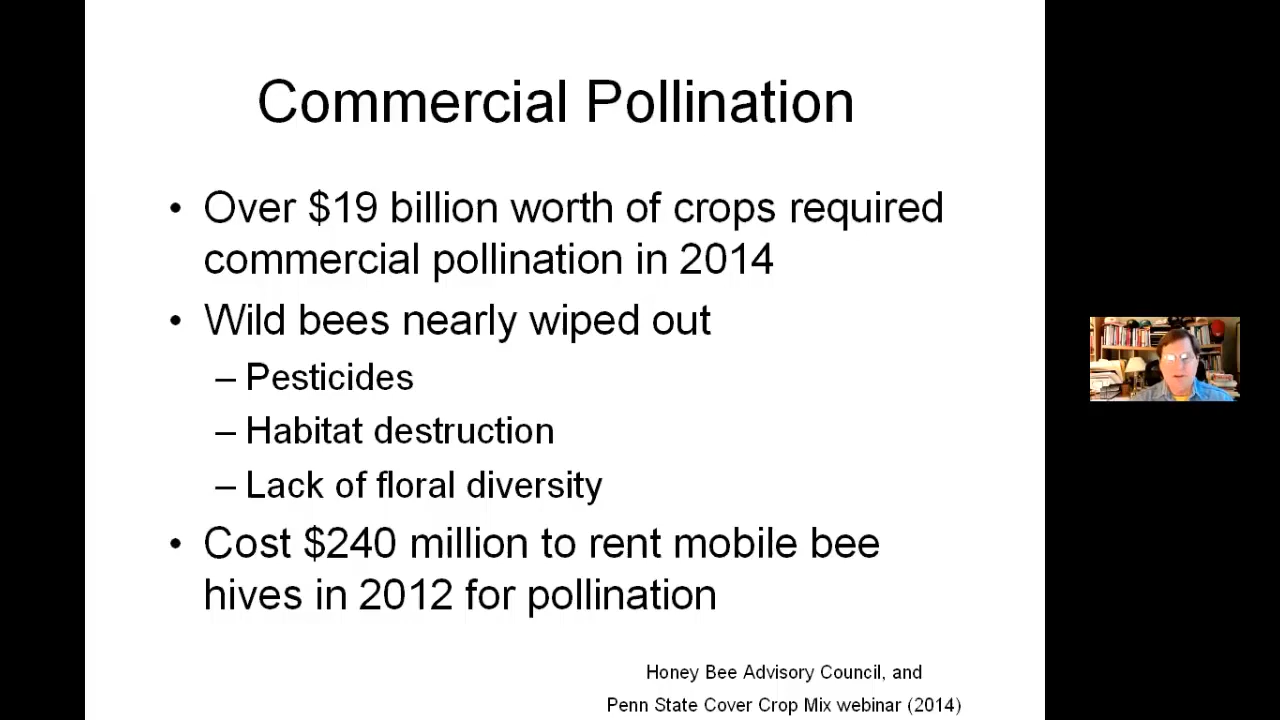 Commercial Pollination
• Over $19 billion worth of crops required
commercial pollination in 2014
• Wild bees nearly wiped out
– Pesticides
– Habitat destruction
– Lack of floral diversity
• Cost $240 million to rent mobile bee
hives in 2012 for pollination
Honey Bee Advisory Council, and
Penn State Cover Crop Mix webinar (2014)